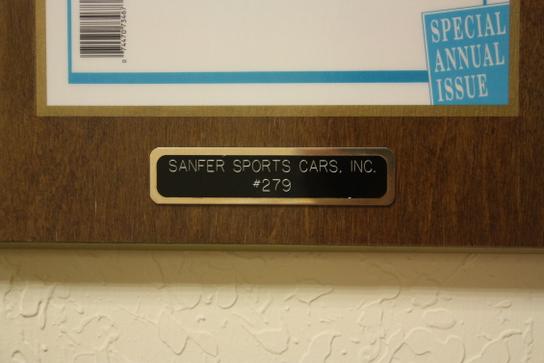 SPECIAL
ANNUAL
ISSUE
SANFER SPORTS CARS, INC.
#279